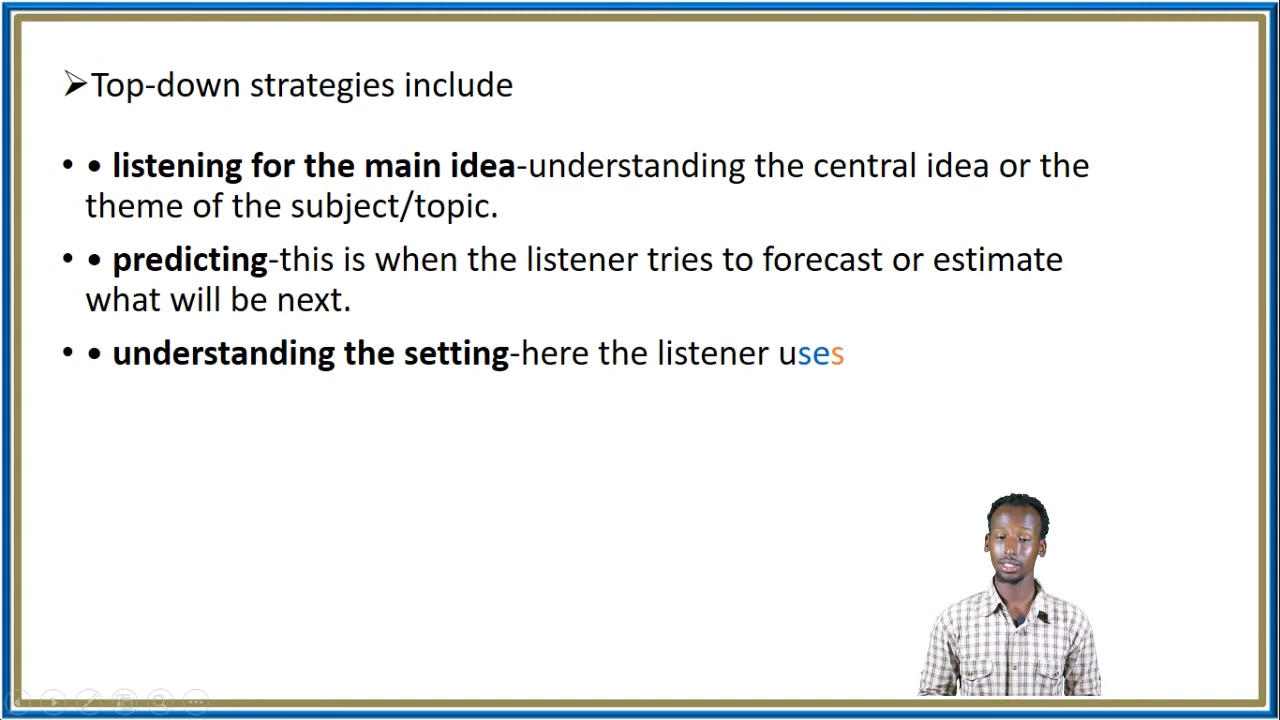 ➢Top-down strategies include
• • listening for the main idea-understanding the central idea or the
theme of the subject/topic.
• • predicting-this is when the listener tries to forecast or estimate
what will be next.
• • understanding the setting-here the listener uses